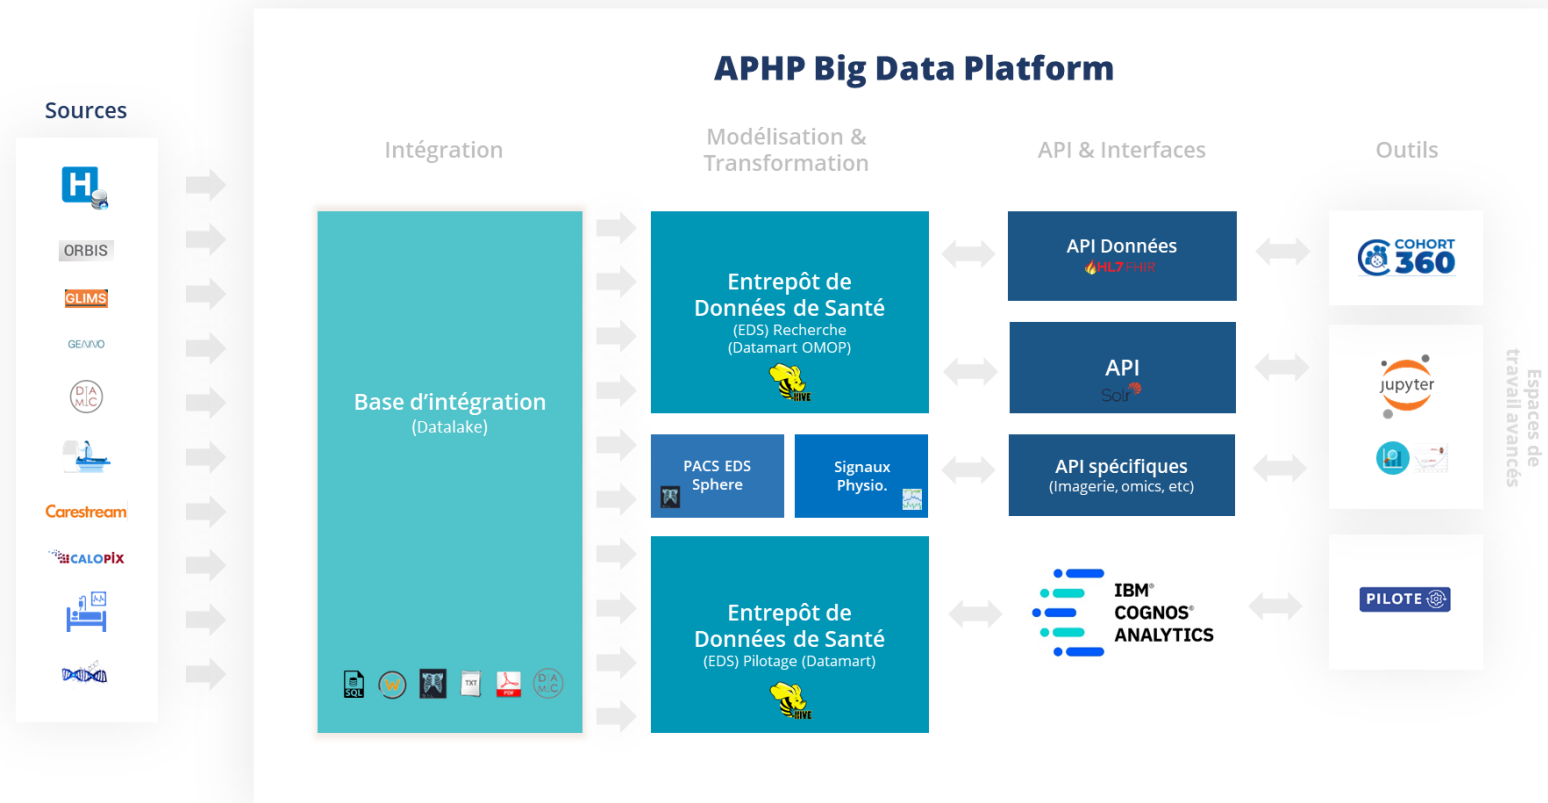 APHP Big Data Platform
Sources
Intégration
Modélisation &
Transformation
API & Interfaces
Outils
H
ORBIS
GLIMS
GENNO
D A
M C
Carestream
CALOPIX
Base d’intégration
(Datalake)
SQL
W
TXT
PDF
D A
M C
Entrepôt de
Données de Santé
(EDS) Recherche
(Datamart OMOP)
HIVE
PACS EDS
Sphere
Signaux
Physio.
Entrepôt de
Données de Santé
(EDS) Pilotage (Datamart)
HIVE
API Données
HL7 FHIR
API
Solr
API spécifiques
(Imagerie, omics, etc)
IBM®
COGNOS®
ANALYTICS
COHORT
360
jupyter
PILOTE
Espaces de
travail avancés